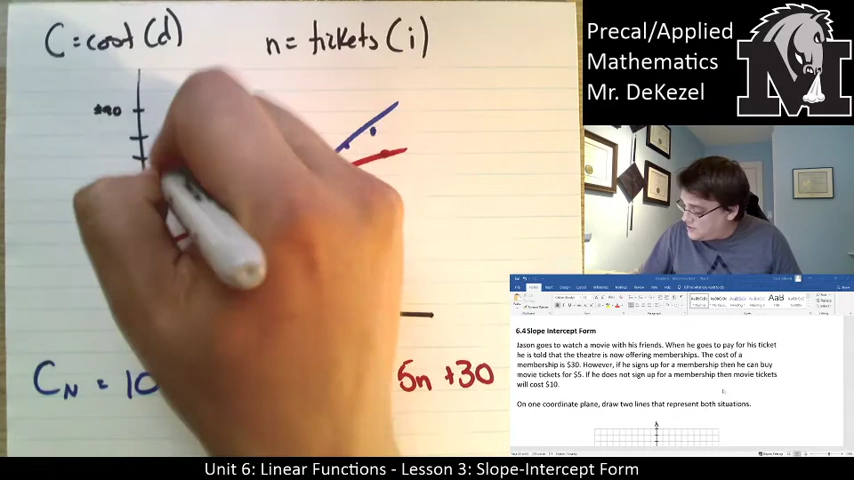 C = cost (d)
n = tickets (i)
$90
C_N = 10
5n + 30
Precal/Applied
Mathematics
Mr. DeKezel
M
6.4 Slope Intercept Form
Jason goes to watch a movie with his friends. When he goes to pay for his ticket
he is told that the theatre is now offering memberships. The cost of a
membership is $30. However, if he signs up for a membership then he can buy
movie tickets for $5. If he does not sign up for a membership then movie tickets
will cost $10.
On one coordinate plane, draw two lines that represent both situations.
Unit 6: Linear Functions - Lesson 3: Slope-Intercept Form